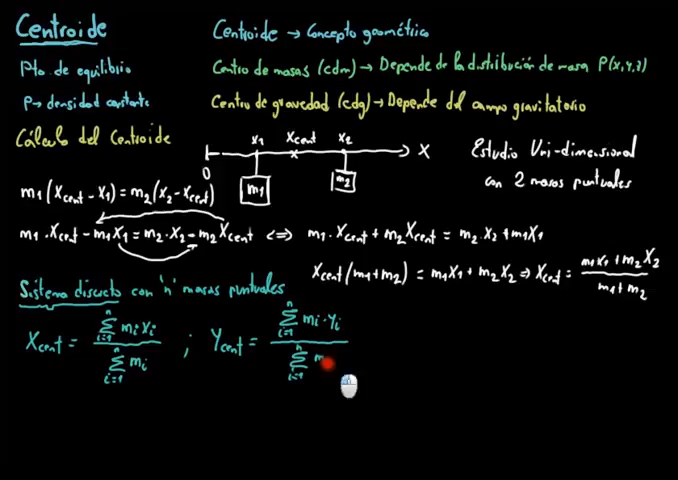 Centroide
Centroide → Concepto geométrico
Pto. de equilibrio
Centro de masas (cdm) → Depende de la distribución de masa ρ(x,y,z)
ρ → densidad constante
Centro de gravedad (cdg) → Depende del campo gravitatorio
Cálculo del Centroide
x1 xcent x2
X
0
m1
m2
Estudio Uni-dimensional
con 2 masas puntuales
m1(Xcent - X1) = m2(X2 - Xcent)
m1·Xcent - m1X1 = m2·X2 - m2Xcent ⇔ m1·Xcent + m2Xcent = m2·X2 + m1X1
Xcent(m1+m2) = m1X1 + m2X2 ⇒ Xcent = (m1X1 + m2X2) / (m1 + m2)
Sistema discreto con 'n' masas puntuales
Xcent = (∑_{i=1}^{n} mi·Xi) / (∑_{i=1}^{n} mi) ; Ycent = (∑_{i=1}^{n} mi·Yi) / (∑_{i=1}^{n} m